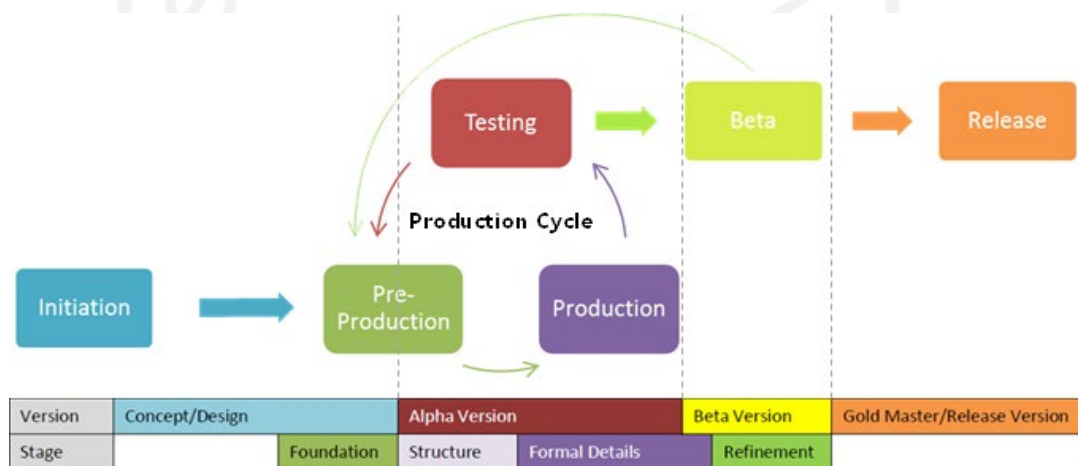 Testing
Beta
Release
Production Cycle
Initiation
Pre-
Production
Production
Version Concept/Design Alpha Version Beta Version Gold Master/Release Version
Stage Foundation Structure Formal Details Refinement